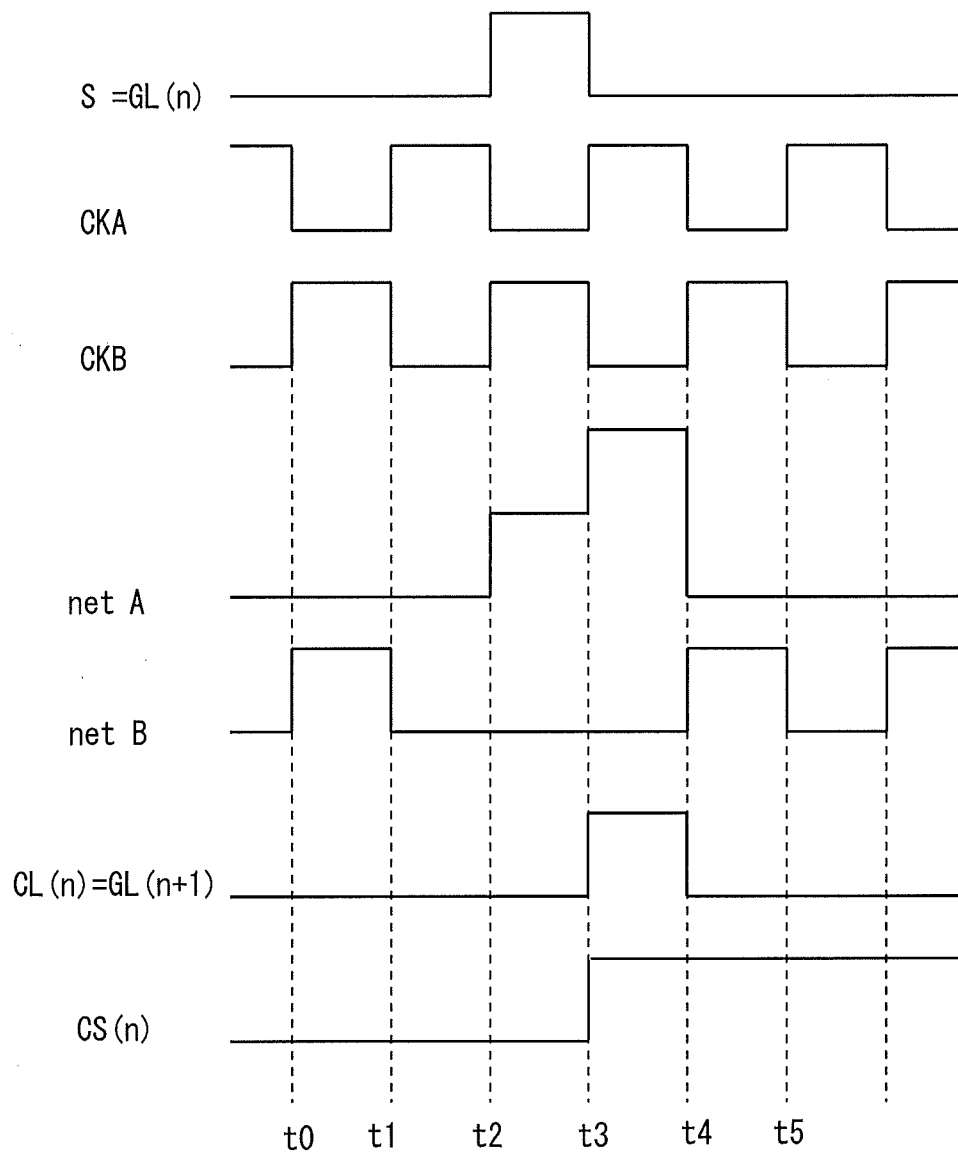 S =GL(n)
CKA
CKB
net A
net B
CL(n)=GL(n+1)
CS(n)
t0 t1 t2 t3 t4 t5